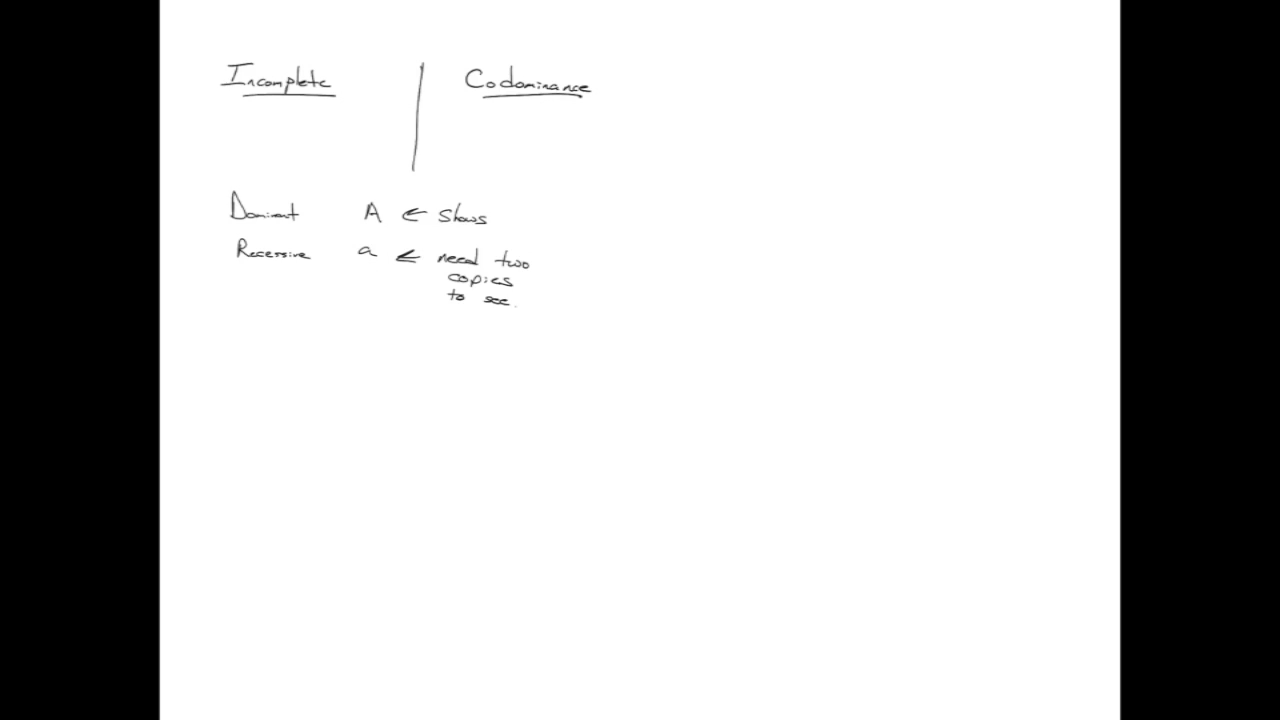 Incomplete | Codominance
Dominant A ← shows
Recessive a ← need two
copies
to see.